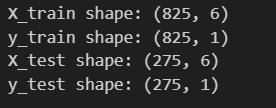 X_train shape: (825, 6)
y_train shape: (825, 1)
X_test shape: (275, 6)
y_test shape: (275, 1)